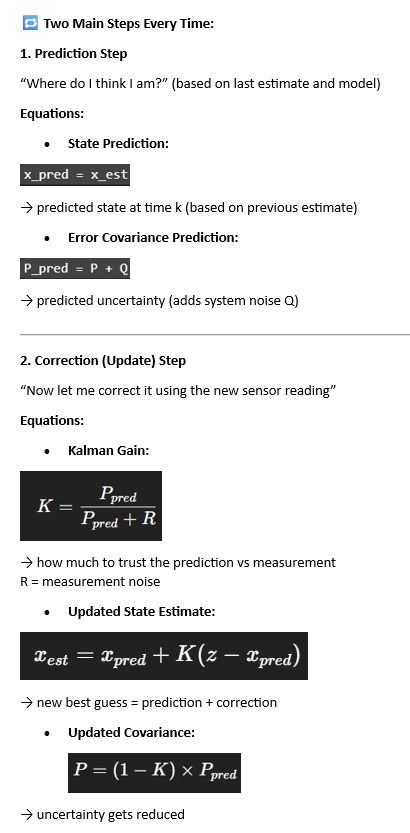 🔁 Two Main Steps Every Time:
1. Prediction Step
“Where do I think I am?” (based on last estimate and model)
Equations:
• State Prediction:
x_pred = x_est
→ predicted state at time k (based on previous estimate)
• Error Covariance Prediction:
P_pred = P + Q
→ predicted uncertainty (adds system noise Q)
2. Correction (Update) Step
“Now let me correct it using the new sensor reading”
Equations:
• Kalman Gain:
K = P_pred / (P_pred + R)
→ how much to trust the prediction vs measurement
R = measurement noise
• Updated State Estimate:
x_est = x_pred + K(z − x_pred)
→ new best guess = prediction + correction
• Updated Covariance:
P = (1 − K) × P_pred
→ uncertainty gets reduced